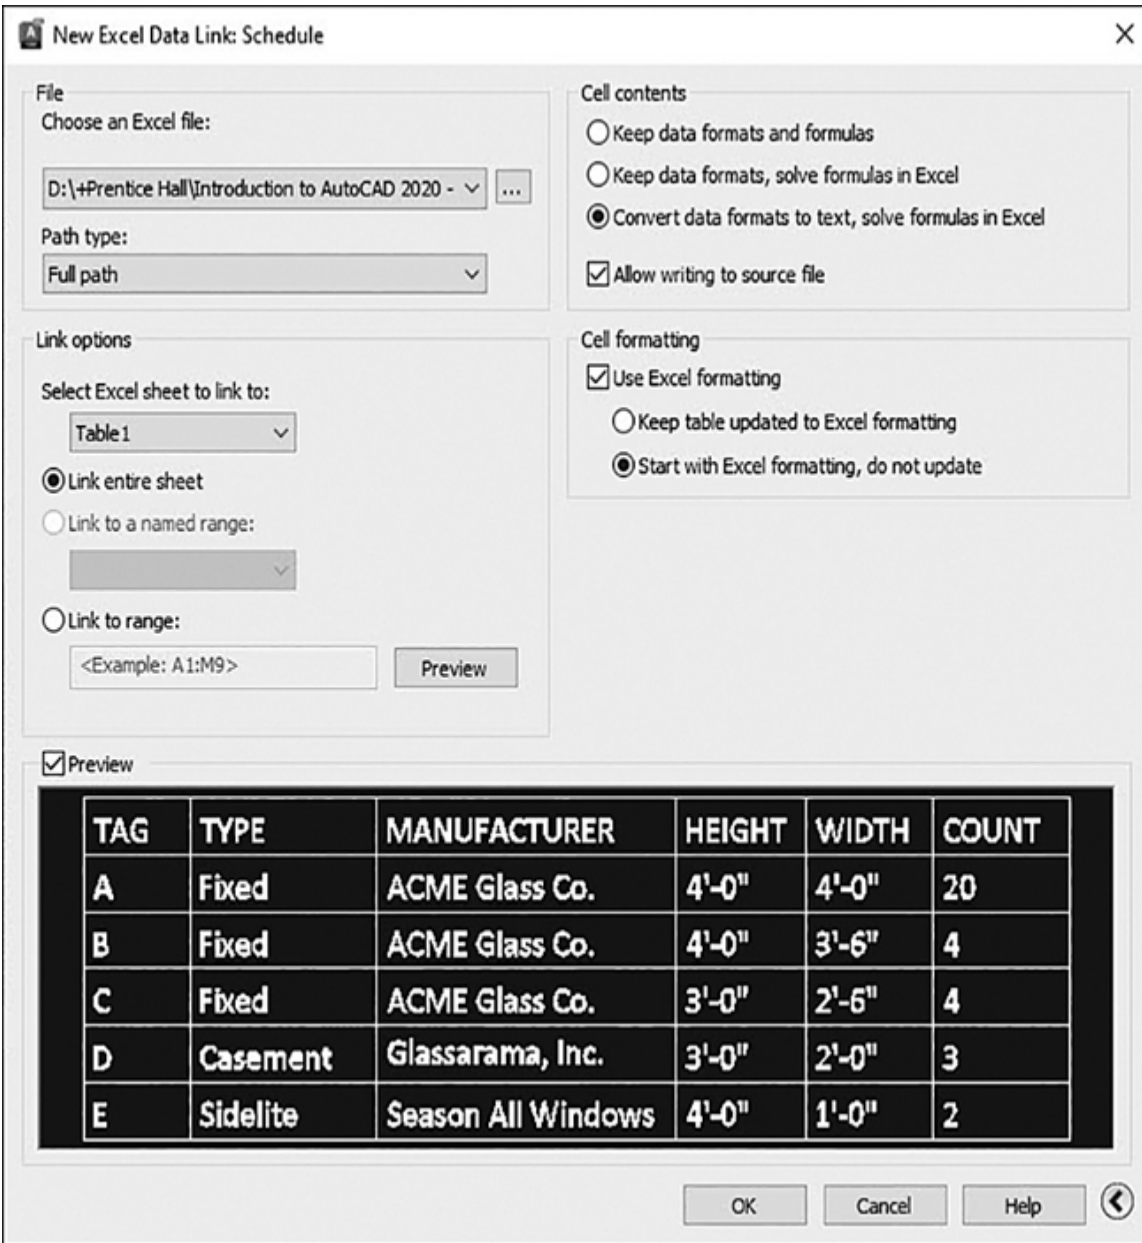 New Excel Data Link: Schedule
File
Choose an Excel file:
D:\+Prentice Hall\Introduction to AutoCAD 2020 -
...
Path type:
Full path
Link options
Select Excel sheet to link to:
Table1
Link entire sheet
Link to a named range:
Link to range:
<Example: A1:M9>
Preview
Cell contents
Keep data formats and formulas
Keep data formats, solve formulas in Excel
Convert data formats to text, solve formulas in Excel
Allow writing to source file
Cell formatting
Use Excel formatting
Keep table updated to Excel formatting
Start with Excel formatting, do not update
Preview
TAG TYPE MANUFACTURER HEIGHT WIDTH COUNT
A Fixed ACME Glass Co. 4'-0" 4'-0" 20
B Fixed ACME Glass Co. 4'-0" 3'-6" 4
C Fixed ACME Glass Co. 3'-0" 2'-6" 4
D Casement Glassarama, Inc. 3'-0" 2'-0" 3
E Sidelite Season All Windows 4'-0" 1'-0" 2
OK Cancel Help